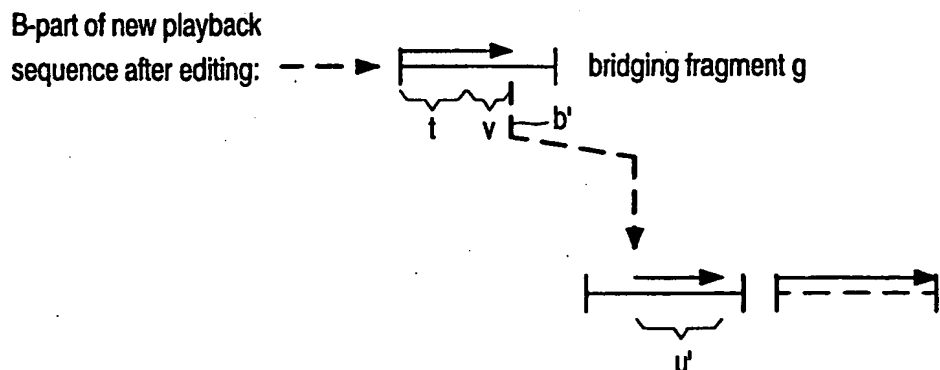 B-part of new playback
sequence after editing:
bridging fragment g
t
v
b'
u'